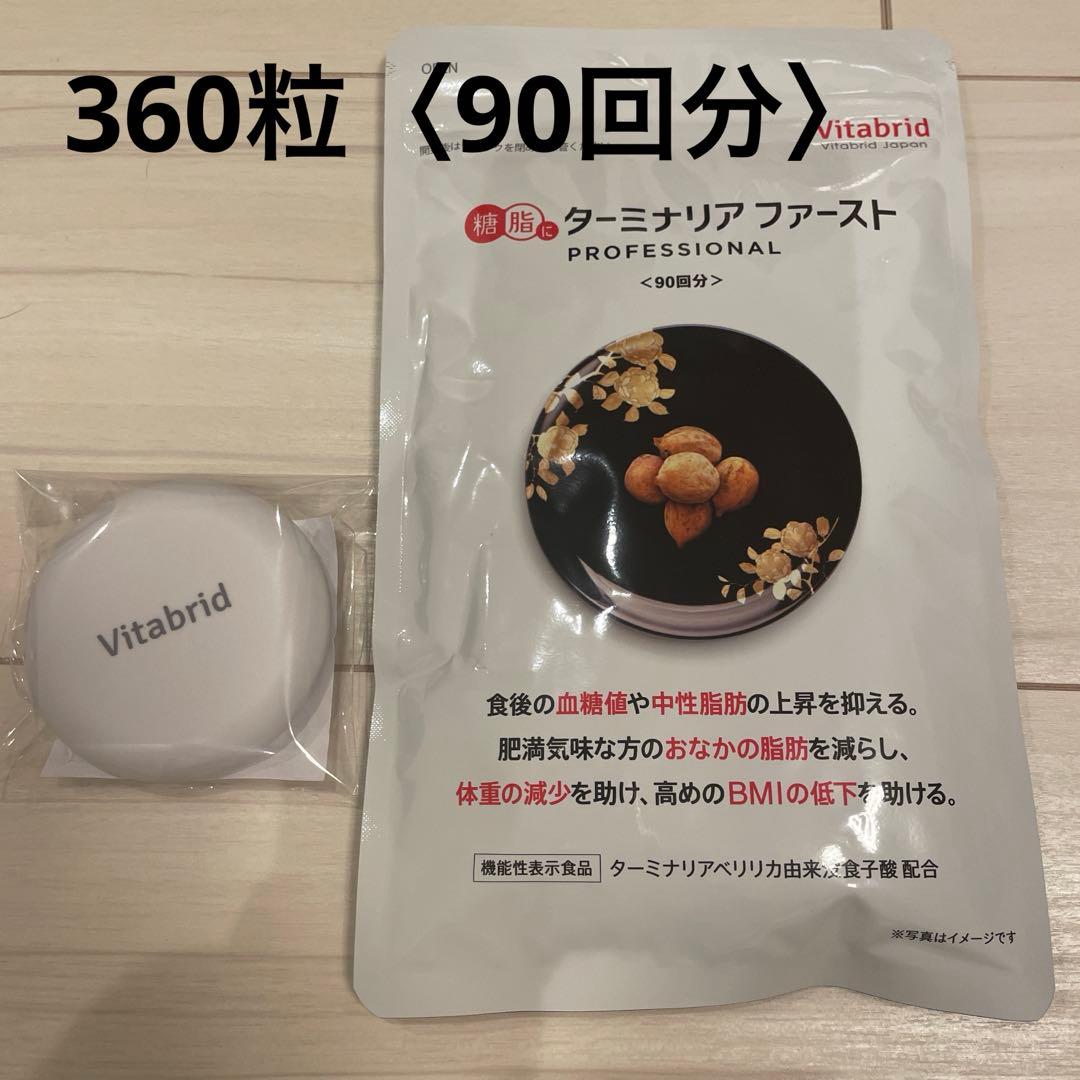 360粒〈90回分〉
OPEN
Vitabrid
Vitabrid Japan
糖脂に ターミナリア ファースト
PROFESSIONAL
＜90回分＞
Vitabrid
食後の血糖値や中性脂肪の上昇を抑える。
肥満気味な方のおなかの脂肪を減らし、
体重の減少を助け、高めのBMIの低下を助ける。
機能性表示食品 ターミナリアベリリカ由来没食子酸 配合
※写真はイメージです